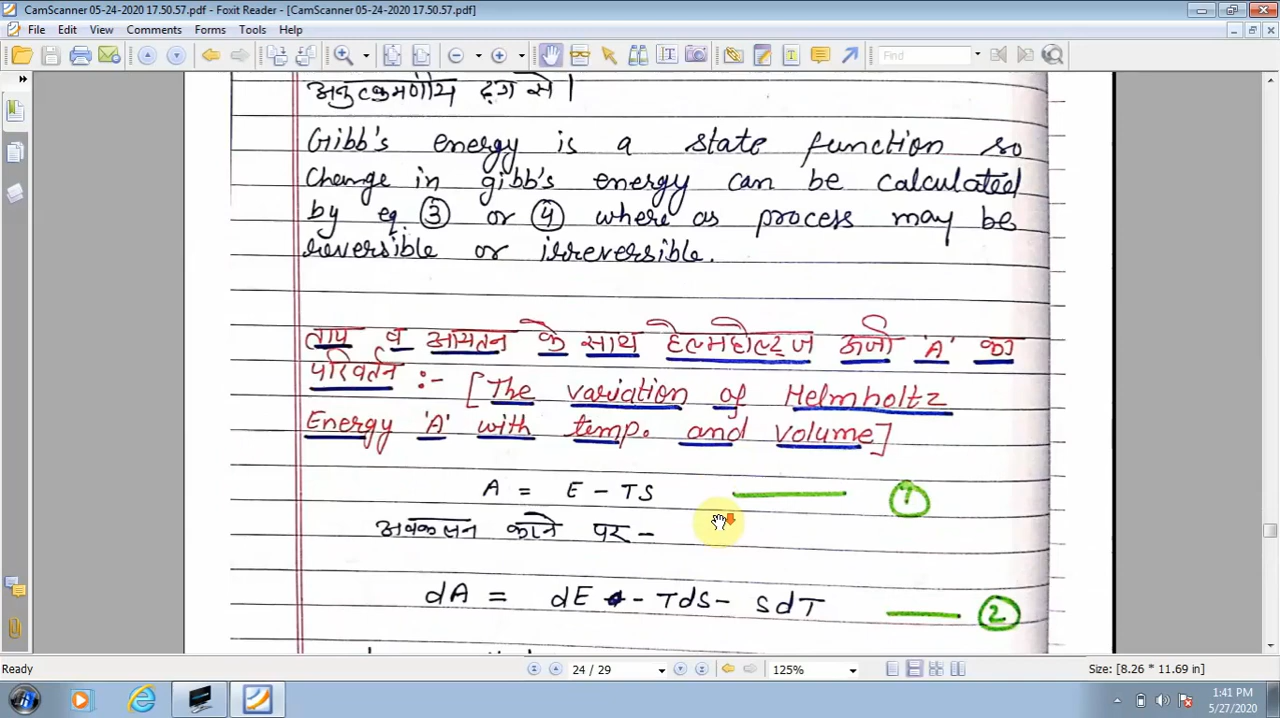 CamScanner 05-24-2020 17.50.57.pdf - Foxit Reader - [CamScanner 05-24-2020 17.50.57.pdf]
File Edit View Comments Forms Tools Help
Find
अनुत्क्रमणीय ढंग से।
Gibb's energy is a state function so
change in gibb's energy can be calculated
by eq. ③ or ④ where as process may be
reversible or irreversible.
ताप व आयतन के साथ हेल्महोल्ट्ज ऊर्जा 'A' का
परिवर्तन :- [The variation of Helmholtz
Energy 'A' with temp. and volume]
A = E - TS ①
अवकलन करने पर -
dA = dE - TdS - SdT ②
Ready 24 / 29 125% Size: [8.26 * 11.69 in]
1:41 PM
5/27/2020